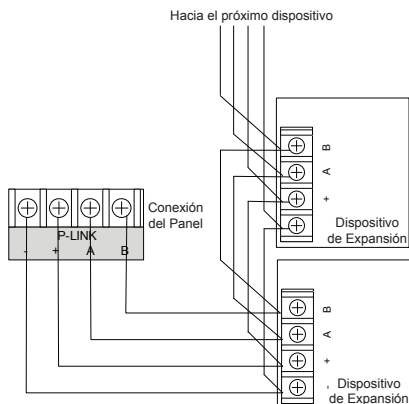 Hacia el próximo dispositivo
B
A
+
Dispositivo
de Expansión
Conexión
del Panel
P-LINK
- + A B
B
A
+
-
Dispositivo
de Expansión